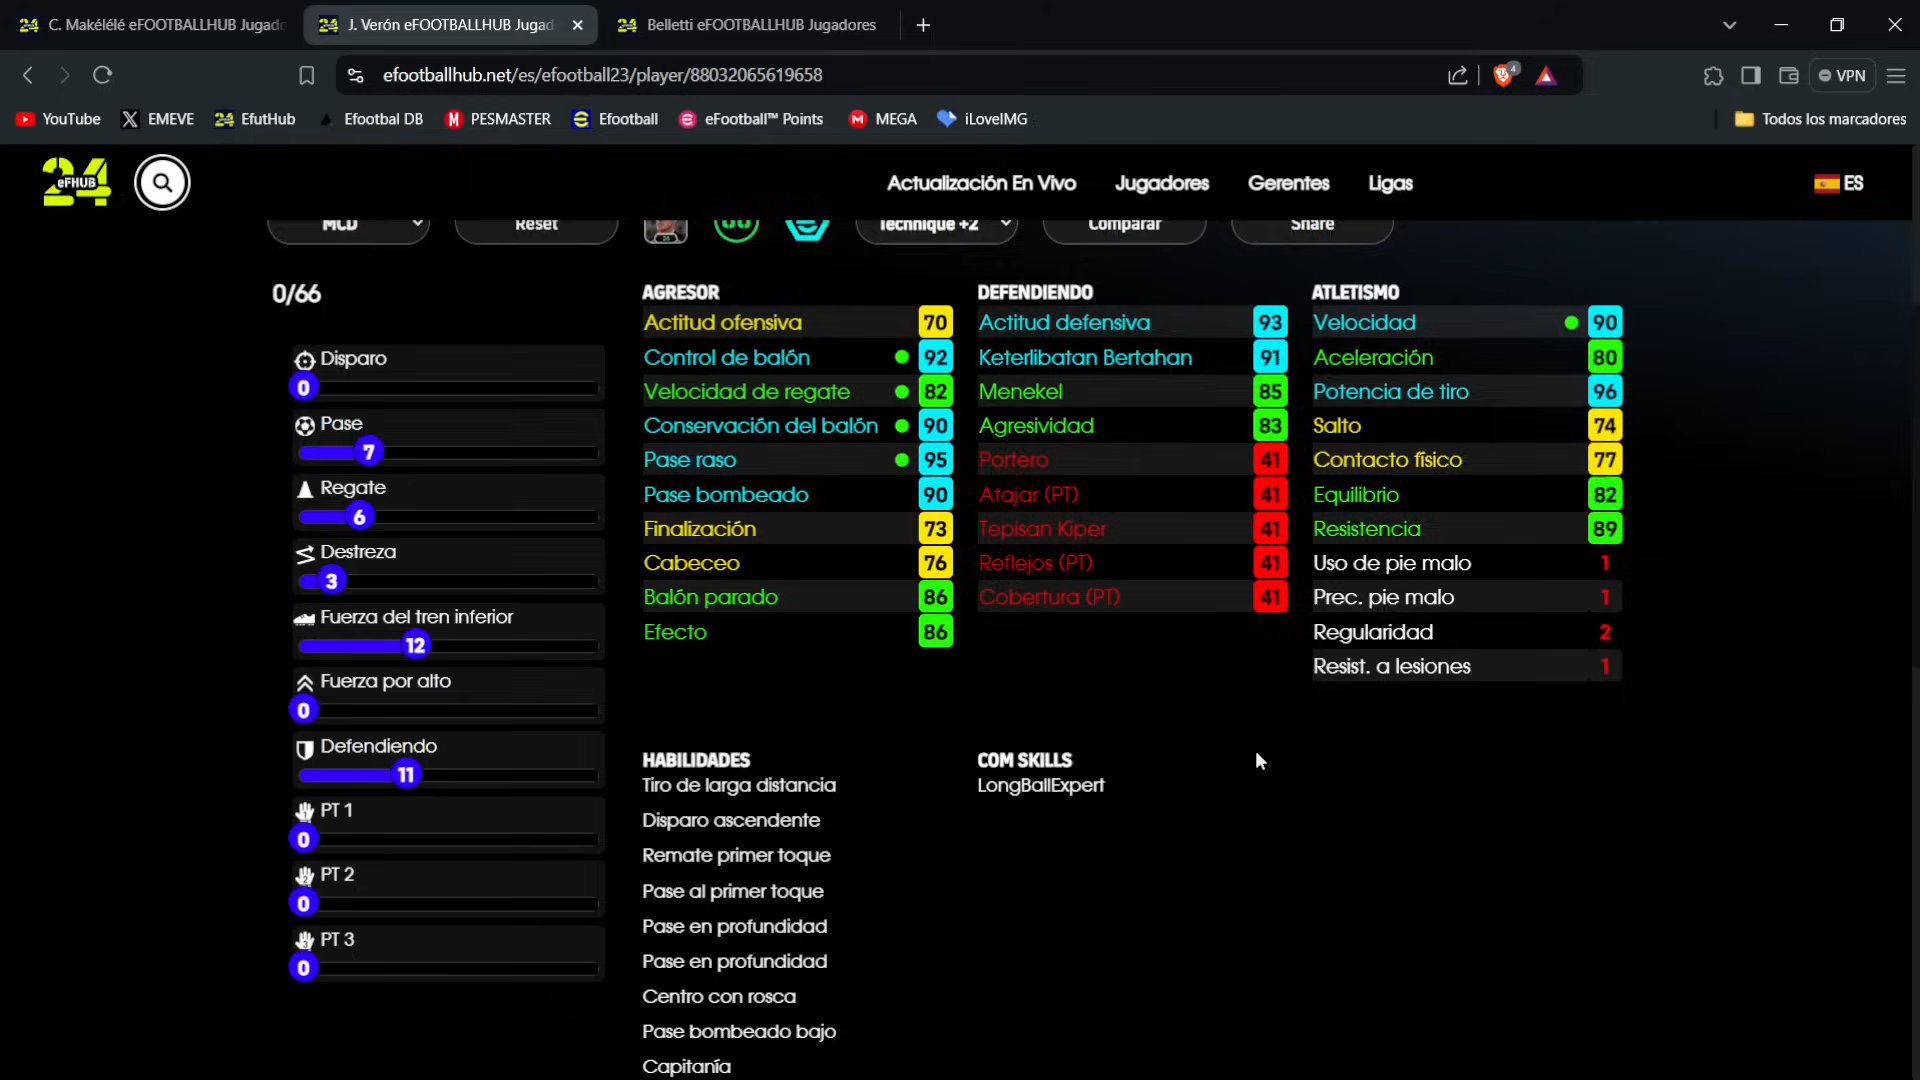 C. Makélélé eFOOTBALLHUB Jugado
J. Verón eFOOTBALLHUB Jugad
Belletti eFOOTBALLHUB Jugadores
efootballhub.net/es/efootball23/player/88032065619658
4
VPN
YouTube
EMEVE
EfutHub
Efootbal DB
PESMASTER
Efootball
eFootball™ Points
MEGA
iLoveIMG
Todos los marcadores
24
eFHUB
Actualización En Vivo
Jugadores
Gerentes
Ligas
ES
MCD
Reset
Technique +2
Comparar
Share
0/66
Disparo
0
Pase
7
Regate
6
Destreza
3
Fuerza del tren inferior
12
Fuerza por alto
0
Defendiendo
11
PT 1
0
PT 2
0
PT 3
0
AGRESOR
Actitud ofensiva 70
Control de balón 92
Velocidad de regate 82
Conservación del balón 90
Pase raso 95
Pase bombeado 90
Finalización 73
Cabeceo 76
Balón parado 86
Efecto 86
DEFENDIENDO
Actitud defensiva 93
Keterlibatan Bertahan 91
Menekel 85
Agresividad 83
Portero 41
Atajar (PT) 41
Tepisan Kiper 41
Reflejos (PT) 41
Cobertura (PT) 41
ATLETISMO
Velocidad 90
Aceleración 80
Potencia de tiro 96
Salto 74
Contacto físico 77
Equilibrio 82
Resistencia 89
Uso de pie malo 1
Prec. pie malo 1
Regularidad 2
Resist. a lesiones 1
HABILIDADES
Tiro de larga distancia
Disparo ascendente
Remate primer toque
Pase al primer toque
Pase en profundidad
Pase en profundidad
Centro con rosca
Pase bombeado bajo
Capitanía
COM SKILLS
LongBallExpert